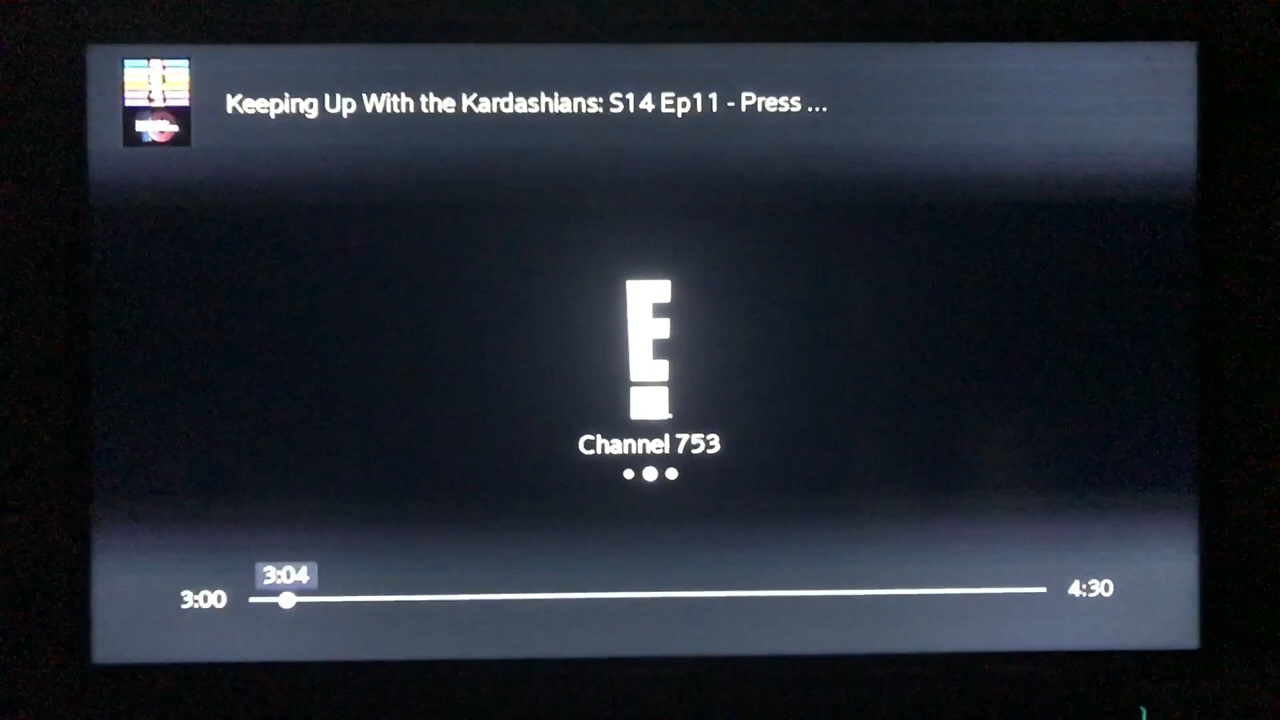 Keeping Up With the Kardashians: S14 Ep11 - Press ...
E!
Channel 753
3:04
3:00
4:30